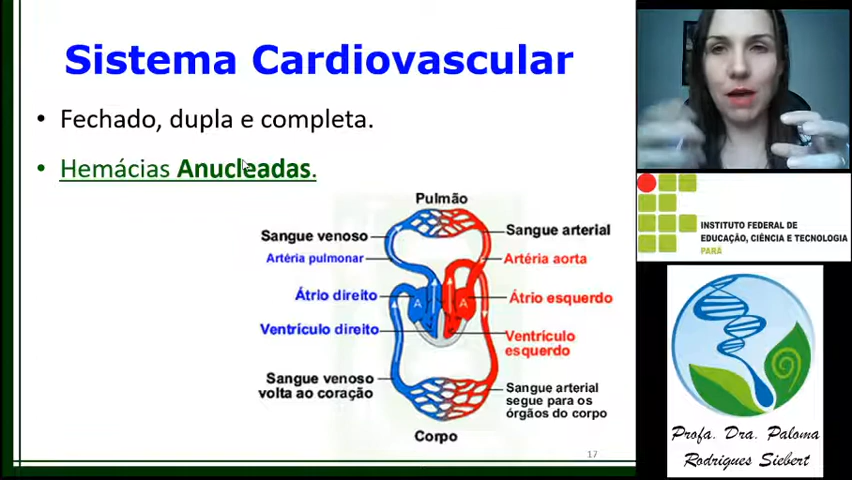 Sistema Cardiovascular
• Fechado, dupla e completa.
• Hemácias Anucleadas.
Pulmão
Sangue venoso
Sangue arterial
Artéria pulmonar
Artéria aorta
Átrio direito
A
A
Átrio esquerdo
Ventrículo direito
Ventrículo
esquerdo
Sangue venoso
volta ao coração
Sangue arterial
segue para os
órgãos do corpo
Corpo
17
INSTITUTO FEDERAL DE
EDUCAÇÃO, CIÊNCIA E TECNOLOGIA
PARÁ
Profa. Dra. Paloma
Rodrigues Siebert